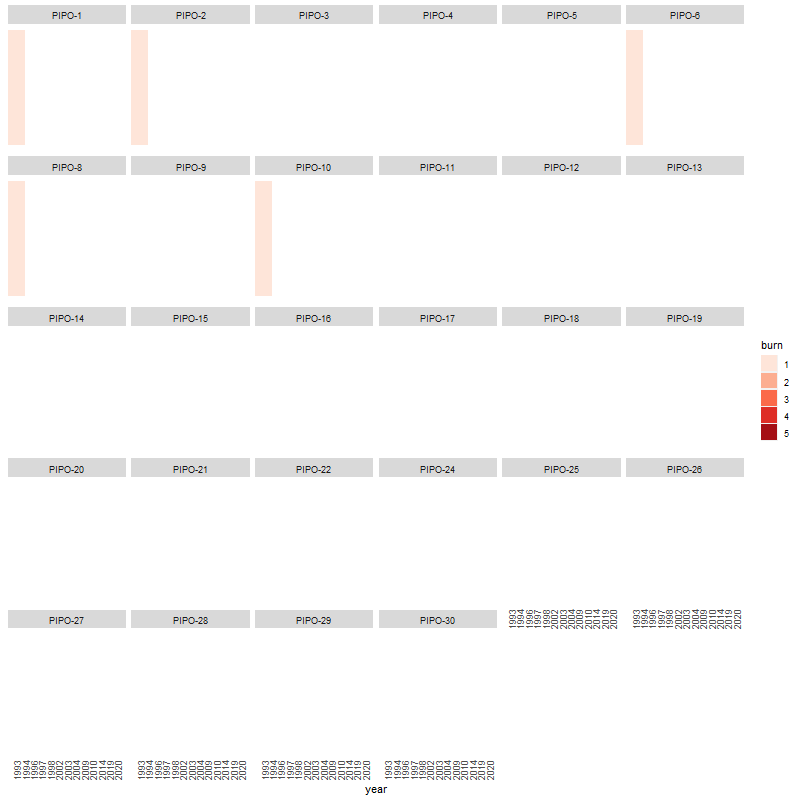 PIPO-1 PIPO-2 PIPO-3 PIPO-4 PIPO-5 PIPO-6
PIPO-8 PIPO-9 PIPO-10 PIPO-11 PIPO-12 PIPO-13
PIPO-14 PIPO-15 PIPO-16 PIPO-17 PIPO-18 PIPO-19
burn
1
2
3
4
5
PIPO-20 PIPO-21 PIPO-22 PIPO-24 PIPO-25 PIPO-26
1993 1994 1996 1997 1998 2002 2003 2004 2009 2010 2014 2019 2020 1993 1994 1996 1997 1998 2002 2003 2004 2009 2010 2014 2019 2020
PIPO-27 PIPO-28 PIPO-29 PIPO-30
1993 1994 1996 1997 1998 2002 2003 2004 2009 2010 2014 2019 2020 1993 1994 1996 1997 1998 2002 2003 2004 2009 2010 2014 2019 2020 1993 1994 1996 1997 1998 2002 2003 2004 2009 2010 2014 2019 2020 1993 1994 1996 1997 1998 2002 2003 2004 2009 2010 2014 2019 2020
year